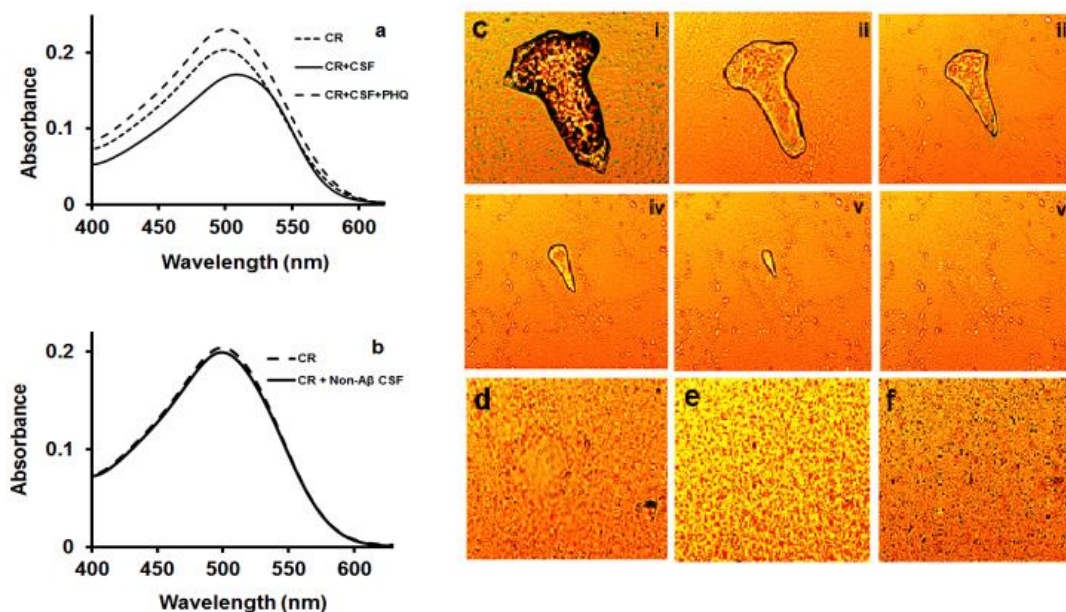 a
0.2
0.1
0
Absorbance
CR
CR+CSF
CR+CSF+PHQ
400 450 500 550 600
Wavelength (nm)
b
0.2
0.1
0
Absorbance
CR
CR + Non-Aβ CSF
400 450 500 550 600
Wavelength (nm)
c i ii ii
iv v v
d e f